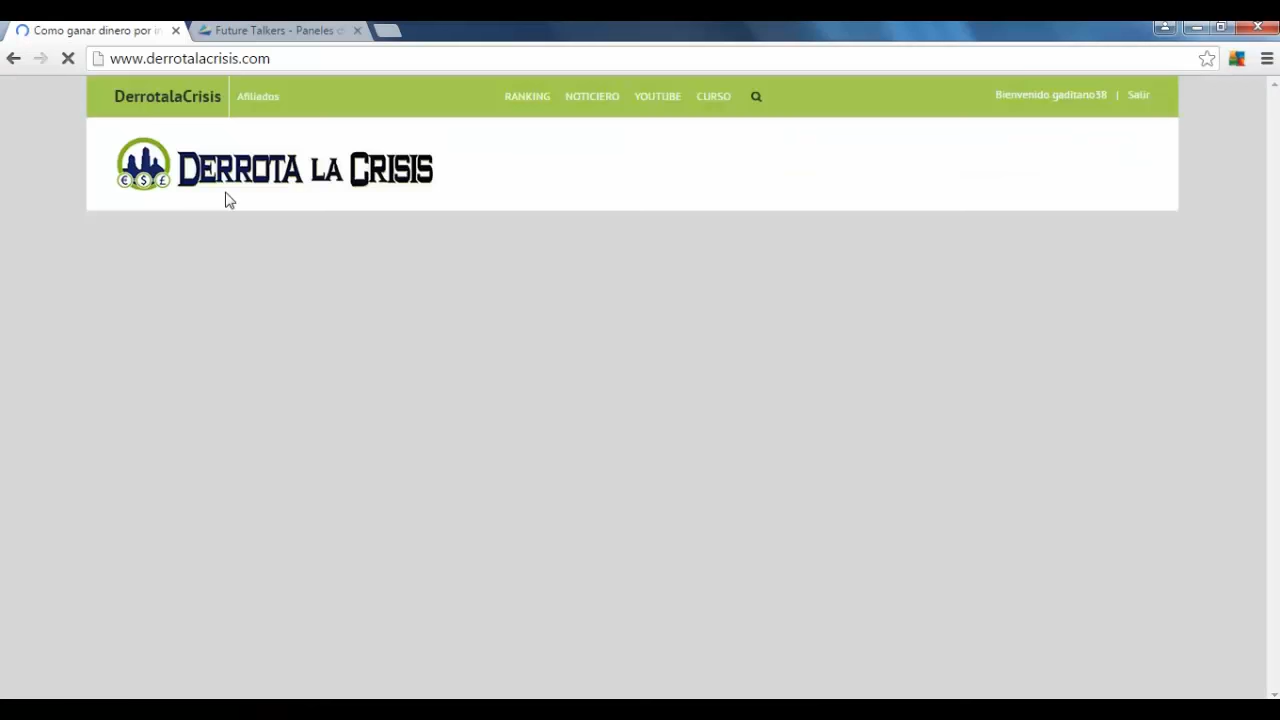 Como ganar dinero por in
Future Talkers - Paneles d
www.derrotalacrisis.com
DerrotalaCrisis
Afiliados
RANKING
NOTICIERO
YOUTUBE
CURSO
Bienvenido gaditano38 | Salir
€ $ £
DERROTA LA CRISIS